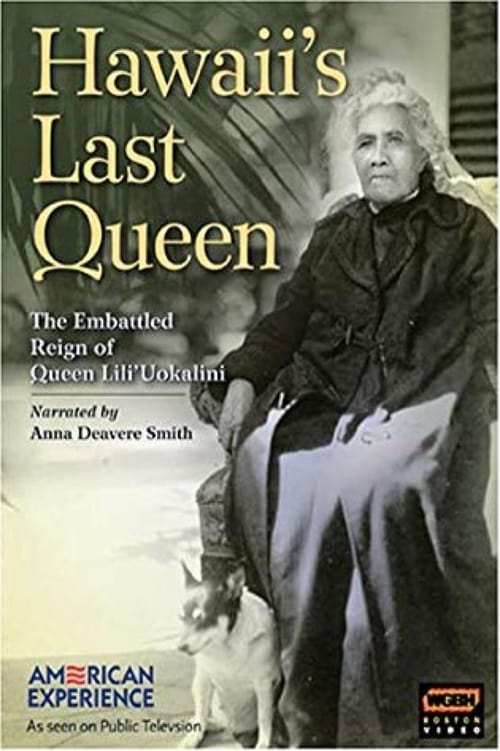 Hawaii's
Last
Queen
The Embattled
Reign of
Queen Lili'Uokalini
Narrated by
Anna Deavere Smith
AMERICAN
EXPERIENCE
As seen on Public Televsion
WGBH
BOSTON
VIDEO